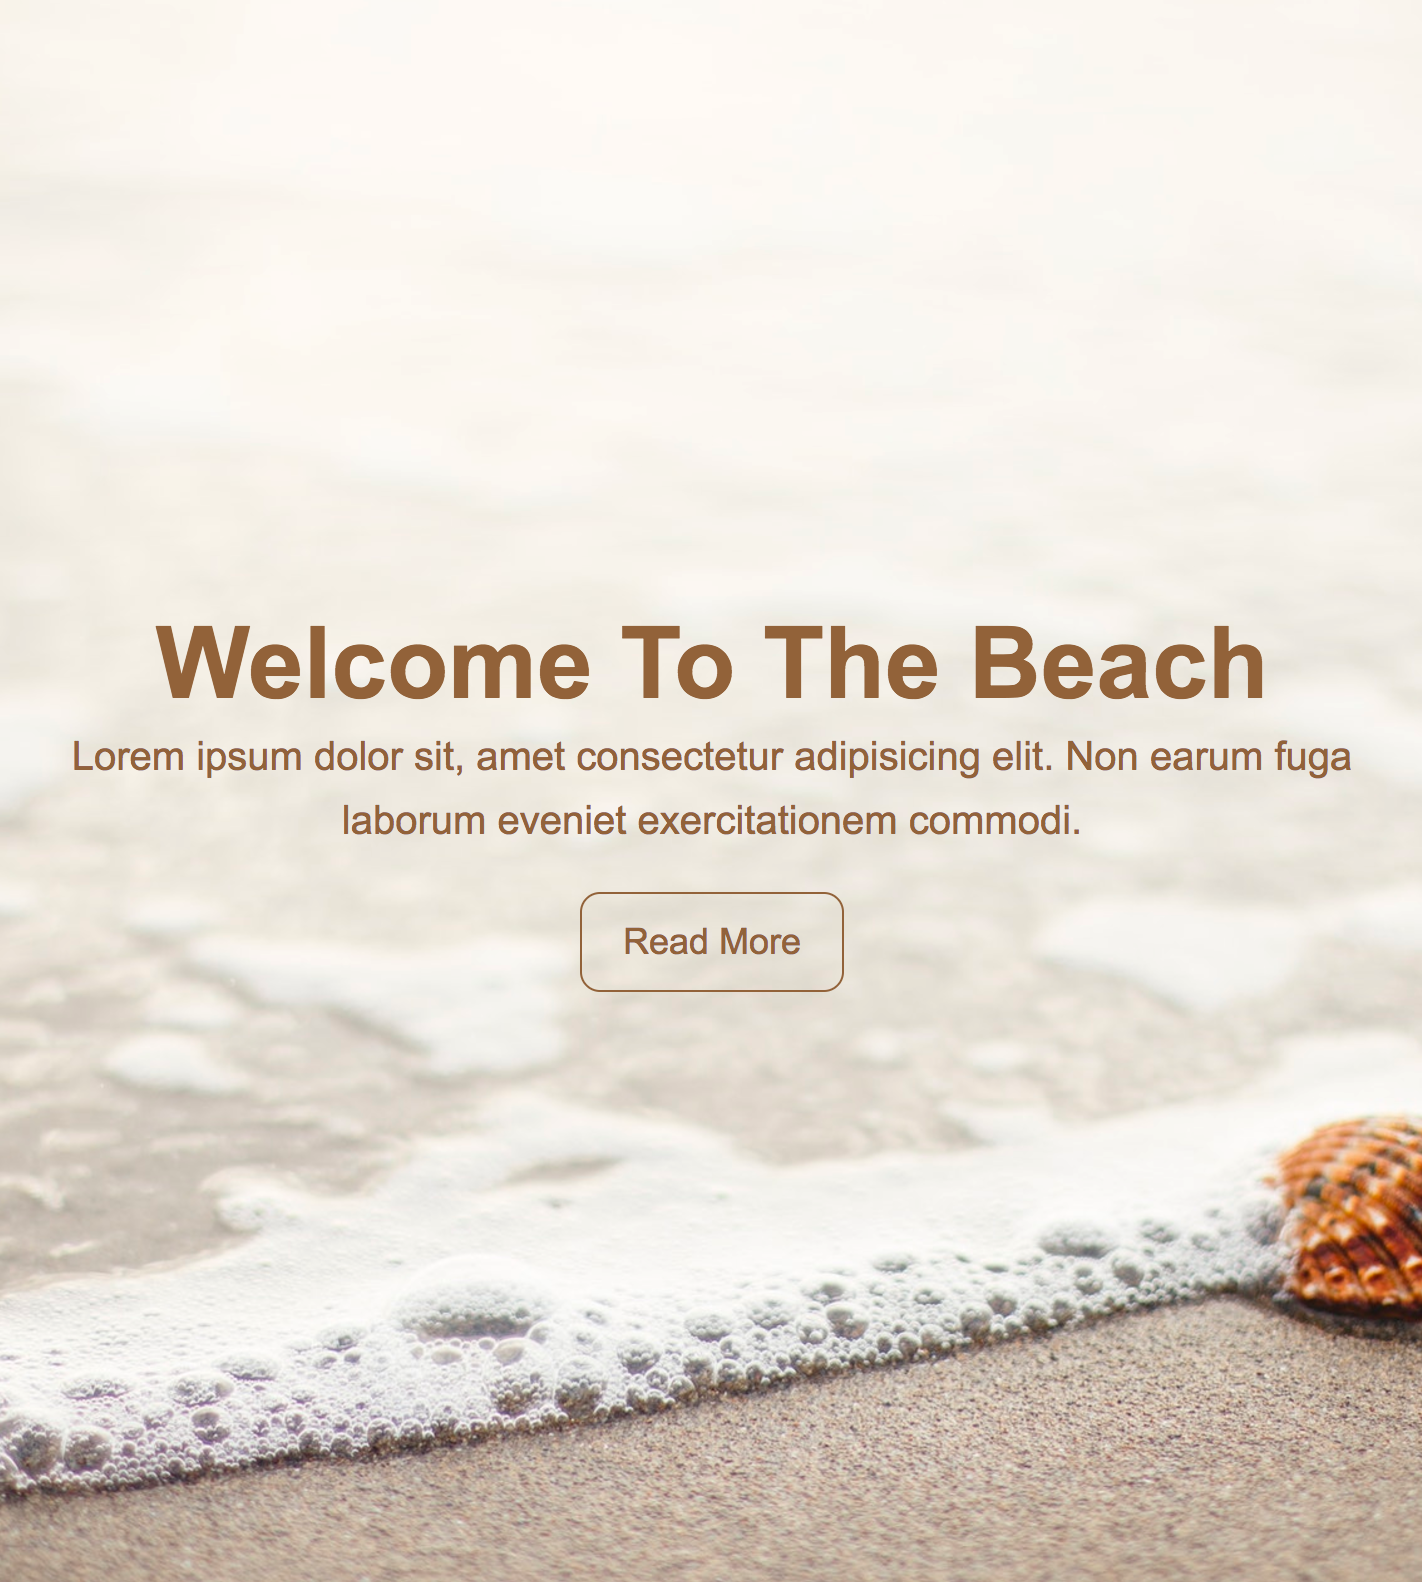 Welcome To The Beach
Lorem ipsum dolor sit, amet consectetur adipisicing elit. Non earum fuga
laborum eveniet exercitationem commodi.
Read More